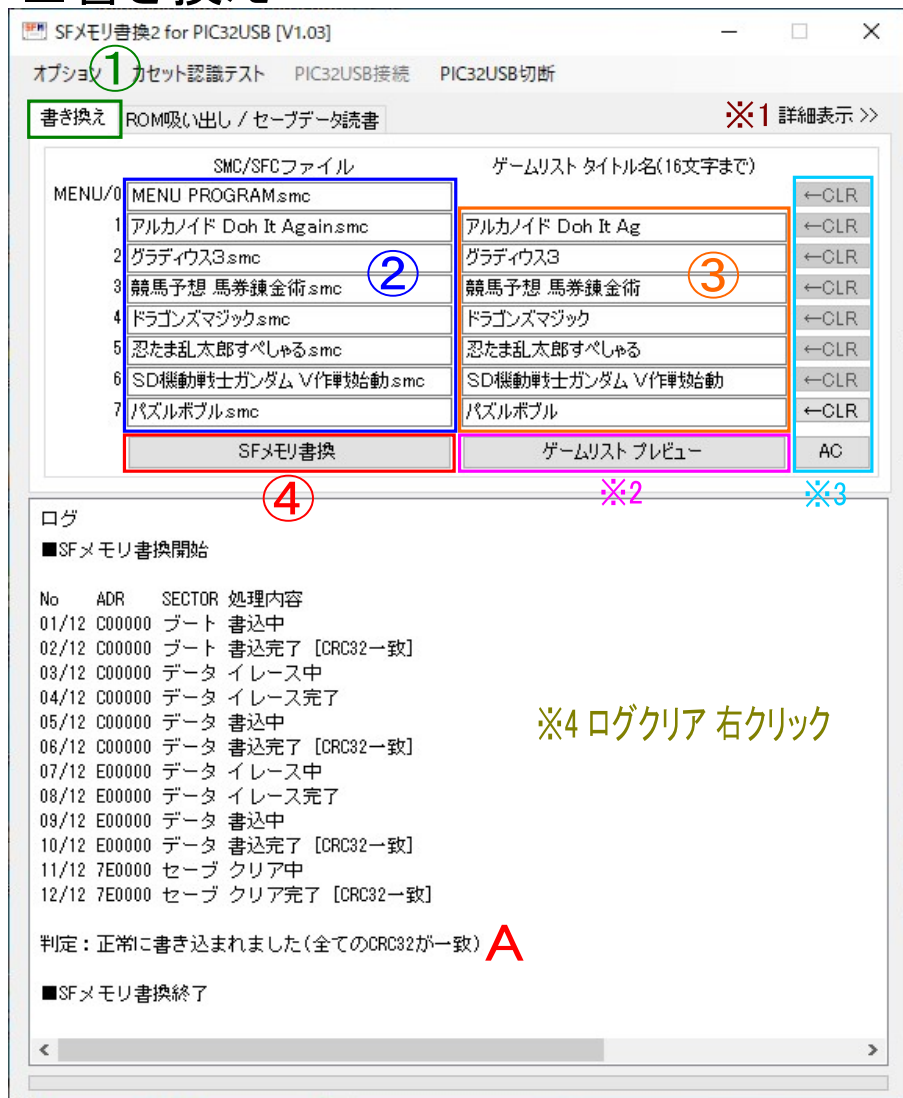 SFメモリ書換2 for PIC32USB [V1.03]
オプション ① カセット認識テスト PIC32USB接続 PIC32USB切断
書き換え ROM吸い出し / セーブデータ読書 ※1 詳細表示 >>
SMC/SFCファイル ゲームリスト タイトル名(16文字まで)
MENU/0 MENU PROGRAM.smc ←CLR
1 アルカノイド Doh It Again.smc アルカノイド Doh It Ag ←CLR
2 グラディウス3.smc ② グラディウス3 ③ ←CLR
3 競馬予想 馬券錬金術.smc 競馬予想 馬券錬金術 ←CLR
4 ドラゴンズマジック.smc ドラゴンズマジック ←CLR
5 忍たま乱太郎すぺしゃる.smc 忍たま乱太郎すぺしゃる ←CLR
6 SD機動戦士ガンダム V作戦始動.smc SD機動戦士ガンダム V作戦始動 ←CLR
7 パズルボブル.smc パズルボブル ←CLR
SFメモリ書換 ゲームリスト プレビュー AC
④ ※2 ※3
ログ
■SFメモリ書換開始
No ADR SECTOR 処理内容
01/12 C00000 ブート 書込中
02/12 C00000 ブート 書込完了 [CRC32一致]
03/12 C00000 データ イレース中
04/12 C00000 データ イレース完了
05/12 C00000 データ 書込中
06/12 C00000 データ 書込完了 [CRC32一致]
07/12 E00000 データ イレース中
08/12 E00000 データ イレース完了
09/12 E00000 データ 書込中
10/12 E00000 データ 書込完了 [CRC32一致]
11/12 7E0000 セーブ クリア中
12/12 7E0000 セーブ クリア完了 [CRC32一致]
※4 ログクリア 右クリック
判定：正常に書き込まれました(全てのCRC32が一致) A
■SFメモリ書換終了